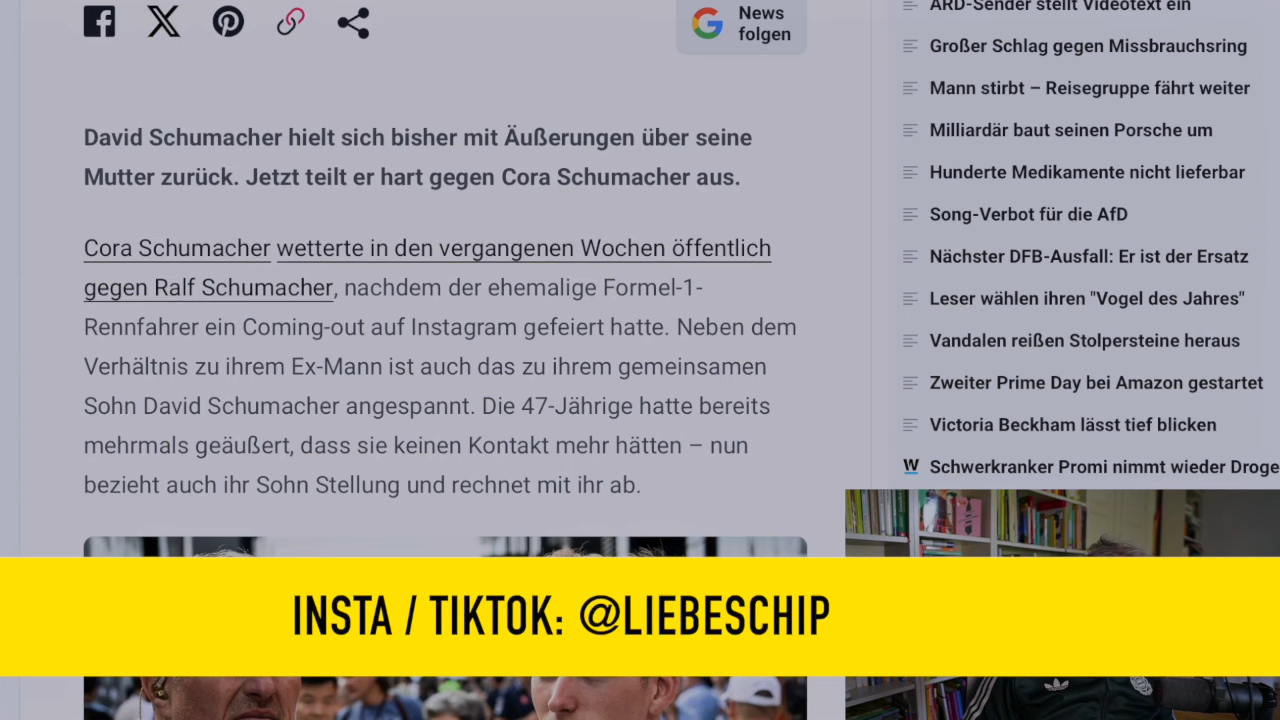 News
folgen
David Schumacher hielt sich bisher mit Äußerungen über seine
Mutter zurück. Jetzt teilt er hart gegen Cora Schumacher aus.
Cora Schumacher wetterte in den vergangenen Wochen öffentlich
gegen Ralf Schumacher, nachdem der ehemalige Formel-1-
Rennfahrer ein Coming-out auf Instagram gefeiert hatte. Neben dem
Verhältnis zu ihrem Ex-Mann ist auch das zu ihrem gemeinsamen
Sohn David Schumacher angespannt. Die 47-Jährige hatte bereits
mehrmals geäußert, dass sie keinen Kontakt mehr hätten – nun
bezieht auch ihr Sohn Stellung und rechnet mit ihr ab.
ARD-Sender stellt Videotext ein
Großer Schlag gegen Missbrauchsring
Mann stirbt – Reisegruppe fährt weiter
Milliardär baut seinen Porsche um
Hunderte Medikamente nicht lieferbar
Song-Verbot für die AfD
Nächster DFB-Ausfall: Er ist der Ersatz
Leser wählen ihren "Vogel des Jahres"
Vandalen reißen Stolpersteine heraus
Zweiter Prime Day bei Amazon gestartet
Victoria Beckham lässt tief blicken
Schwerkranker Promi nimmt wieder Droge
INSTA / TIKTOK: @LIEBESCHIP